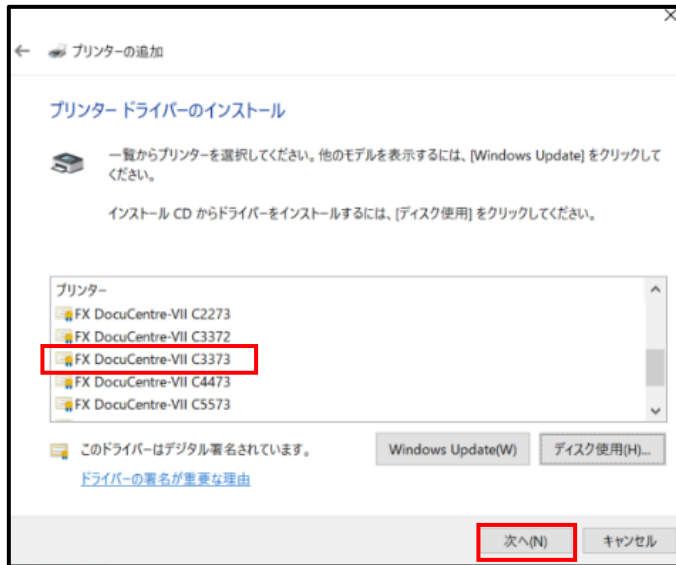 プリンターの追加
プリンター ドライバーのインストール
一覧からプリンターを選択してください。他のモデルを表示するには、[Windows Update] をクリックして
ください。
インストール CD からドライバーをインストールするには、[ディスク使用] をクリックしてください。
プリンター
FX DocuCentre-VII C2273
FX DocuCentre-VII C3372
FX DocuCentre-VII C3373
FX DocuCentre-VII C4473
FX DocuCentre-VII C5573
このドライバーはデジタル署名されています。
Windows Update(W)
ディスク使用(H)...
ドライバーの署名が重要な理由
次へ(N)
キャンセル